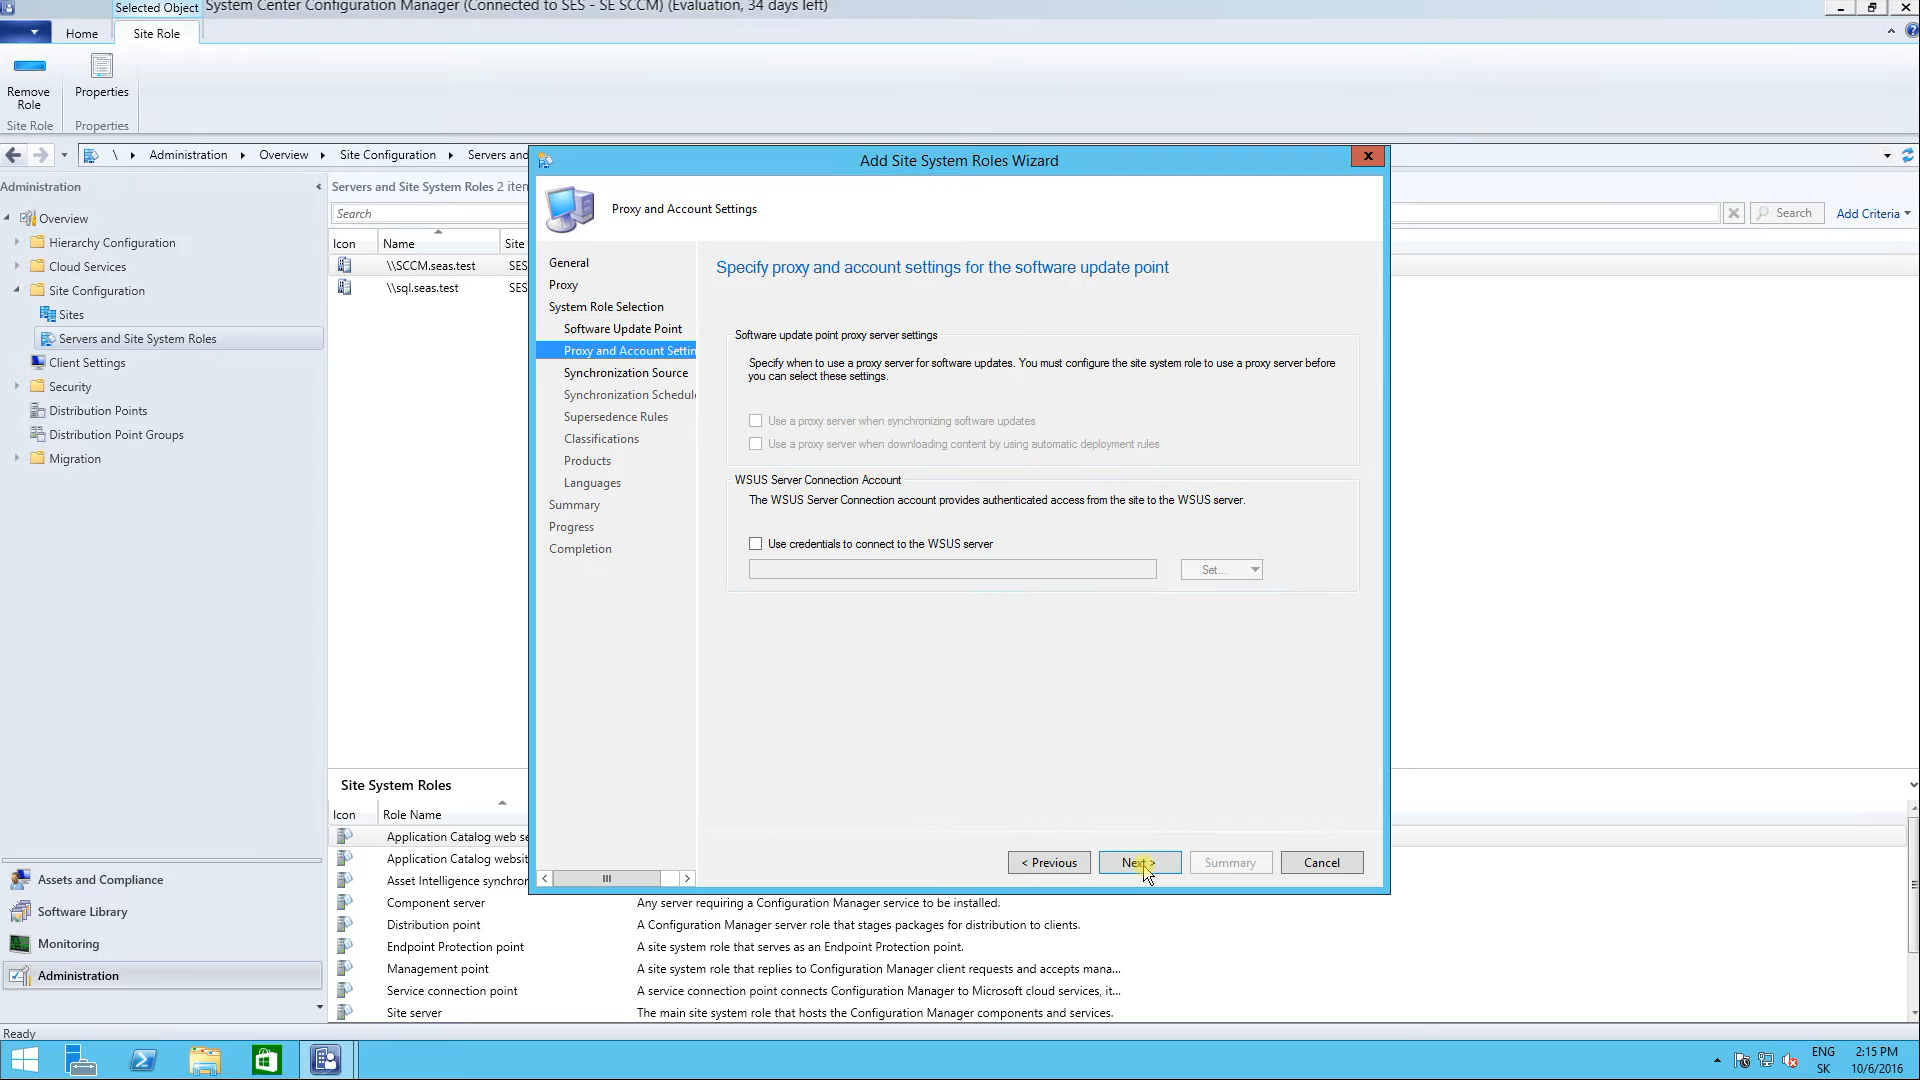 Selected Object
System Center Configuration Manager (Connected to SES - SE SCCM) (Evaluation, 34 days left)
Home
Site Role
Remove
Role
Properties
Site Role
Properties
\
Administration
Overview
Site Configuration
Servers and
Administration
Overview
Hierarchy Configuration
Cloud Services
Site Configuration
Sites
Servers and Site System Roles
Client Settings
Security
Distribution Points
Distribution Point Groups
Migration
Assets and Compliance
Software Library
Monitoring
Administration
Servers and Site System Roles 2 item
Search
Search
Add Criteria
Icon
Name
Site
\\SCCM.seas.test
SES
\\sql.seas.test
SES
Add Site System Roles Wizard
Proxy and Account Settings
General
Proxy
System Role Selection
Software Update Point
Proxy and Account Settin
Synchronization Source
Synchronization Schedule
Supersedence Rules
Classifications
Products
Languages
Summary
Progress
Completion
Specify proxy and account settings for the software update point
Software update point proxy server settings
Specify when to use a proxy server for software updates. You must configure the site system role to use a proxy server before
you can select these settings.
Use a proxy server when synchronizing software updates
Use a proxy server when downloading content by using automatic deployment rules
WSUS Server Connection Account
The WSUS Server Connection account provides authenticated access from the site to the WSUS server.
Use credentials to connect to the WSUS server
Set...
< Previous
Next >
Summary
Cancel
Site System Roles
Icon
Role Name
Application Catalog web se
Application Catalog website
Asset Intelligence synchron
Component server
Any server requiring a Configuration Manager service to be installed.
Distribution point
A Configuration Manager server role that stages packages for distribution to clients.
Endpoint Protection point
A site system role that serves as an Endpoint Protection point.
Management point
A site system role that replies to Configuration Manager client requests and accepts mana...
Service connection point
A service connection point connects Configuration Manager to Microsoft cloud services, it...
Site server
The main site system role that hosts the Configuration Manager components and services.
Ready
ENG
SK
2:15 PM
10/6/2016